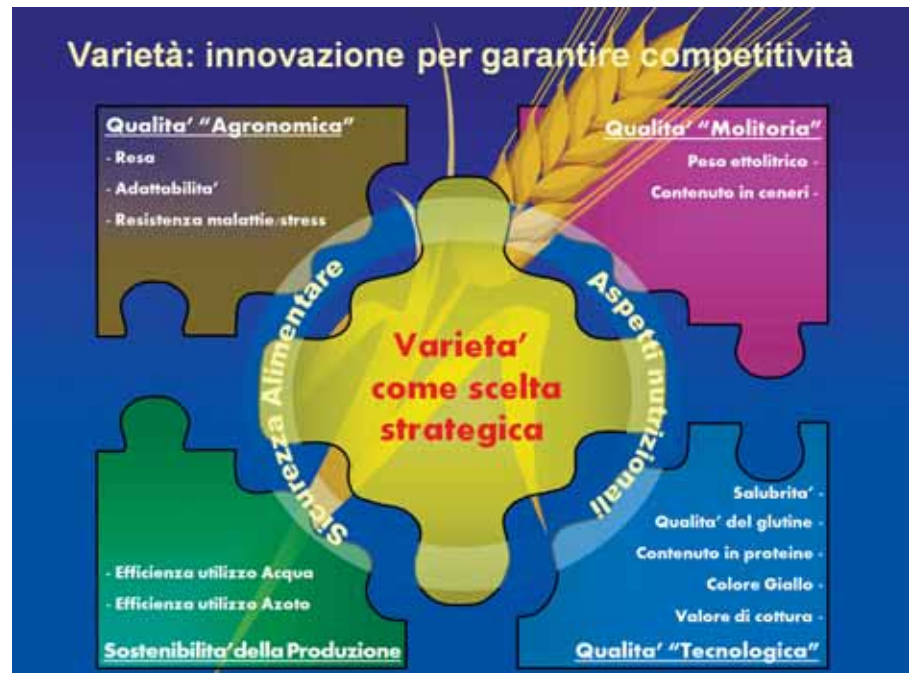 Varietà: innovazione per garantire competitività
Qualita' "Agronomica"
- Resa
- Adattabilita'
- Resistenza malattie/stress
Qualita' "Molitoria"
Peso ettolitrico -
Contenuto in ceneri -
Sicurezza Alimentare
Varieta'
come scelta
strategica
Aspetti nutrizionali
- Efficienza utilizzo Acqua
- Efficienza utilizzo Azoto
Sostenibilita'della Produzione
Salubrita' -
Qualita' del glutine -
Contenuto in proteine -
Colore Giallo -
Valore di cottura -
Qualita' "Tecnologica"